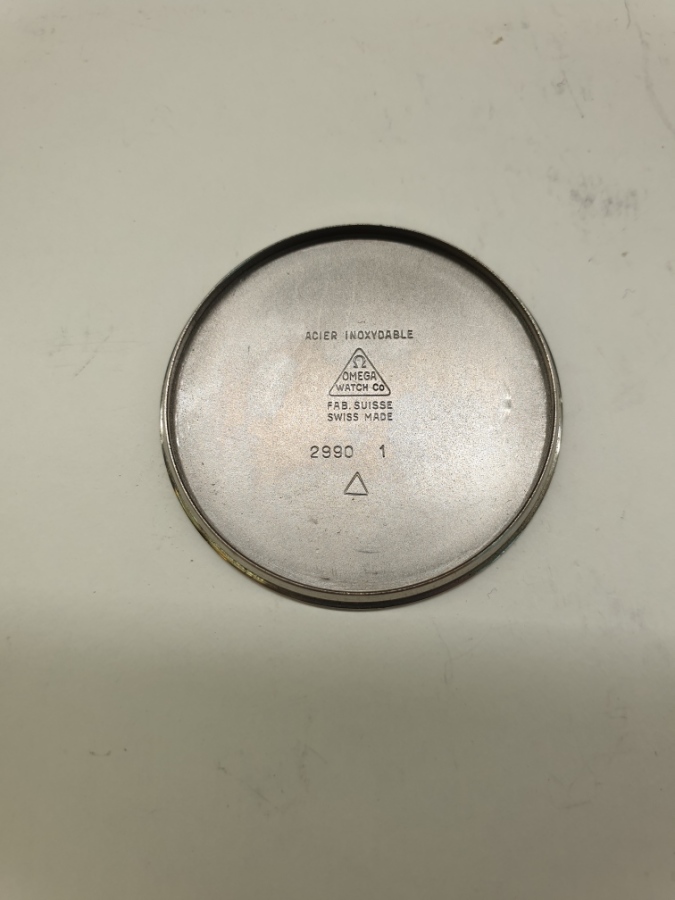 ACIER INOXYDABLE
Ω
OMEGA
WATCH Co
FAB. SUISSE
SWISS MADE
2990 1